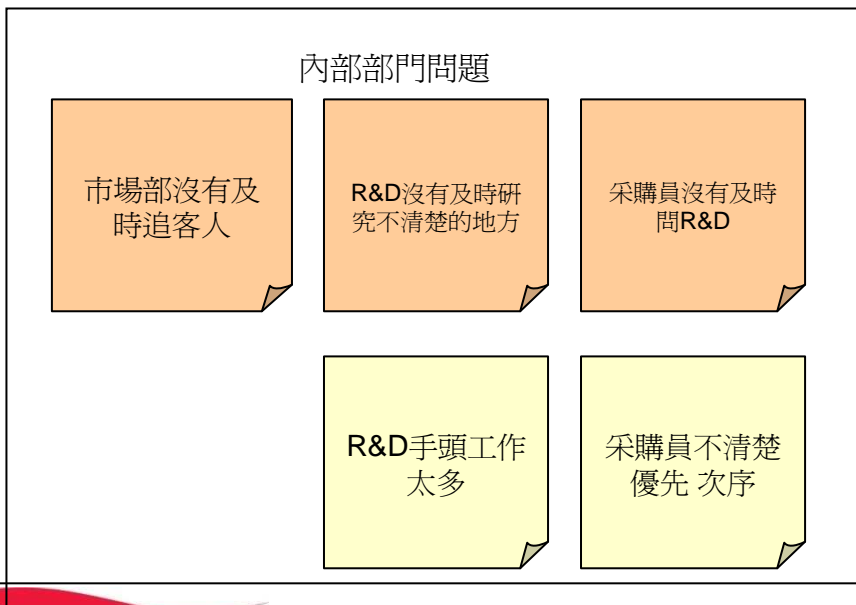 內部部門問題
市場部沒有及
時追客人
R&D沒有及時研
究不清楚的地方
采購員沒有及時
問R&D
R&D手頭工作
太多
采購員不清楚
優先 次序